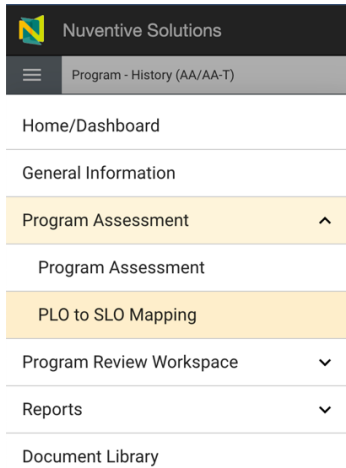 Nuventive Solutions
Program - History (AA/AA-T)
Home/Dashboard
General Information
Program Assessment
Program Assessment
PLO to SLO Mapping
Program Review Workspace
Reports
Document Library